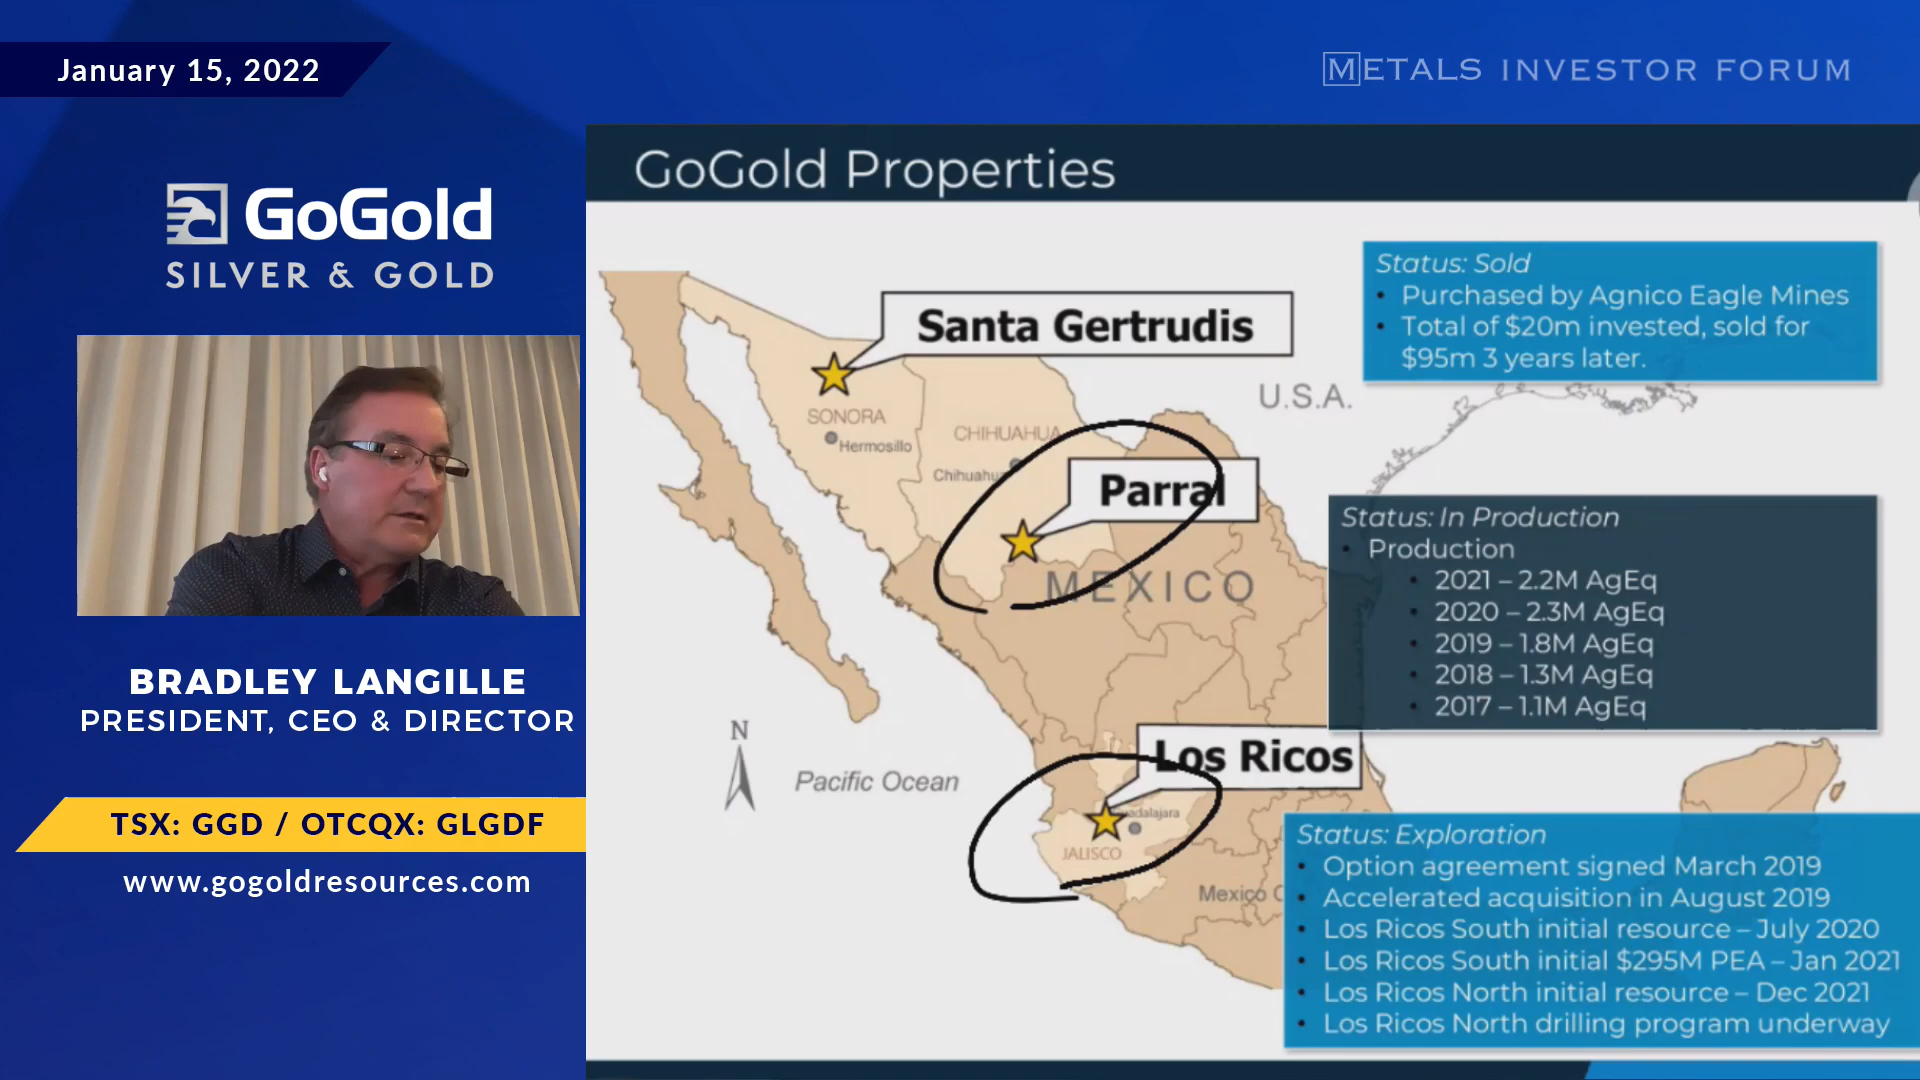 January 15, 2022
METALS INVESTOR FORUM
GoGold
SILVER & GOLD
BRADLEY LANGILLE
PRESIDENT, CEO & DIRECTOR
TSX: GGD / OTCQX: GLGDF
www.gogoldresources.com
GoGold Properties
Status: Sold
• Purchased by Agnico Eagle Mines
• Total of $20m invested, sold for
$95m 3 years later.
Santa Gertrudis
U.S.A.
SONORA
Hermosillo
CHIHUAHUA
Chihuahu
Parral
MEXICO
Status: In Production
• Production
• 2021 – 2.2M AgEq
• 2020 – 2.3M AgEq
• 2019 – 1.8M AgEq
• 2018 – 1.3M AgEq
• 2017 – 1.1M AgEq
N
Pacific Ocean
Los Ricos
adalajara
JALISCO
Mexico C
Status: Exploration
• Option agreement signed March 2019
• Accelerated acquisition in August 2019
• Los Ricos South initial resource – July 2020
• Los Ricos South initial $295M PEA – Jan 2021
• Los Ricos North initial resource – Dec 2021
• Los Ricos North drilling program underway